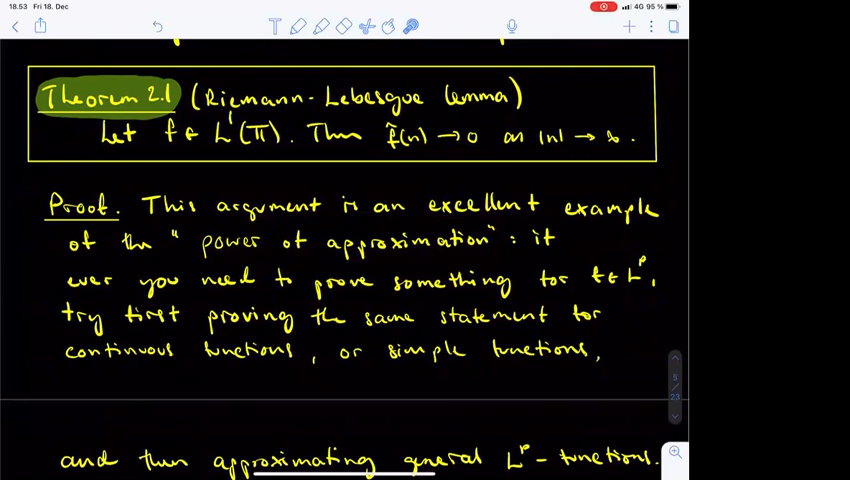 18.53 Fri 18. Dec
4G 95 %
Theorem 2.1 (Riemann-Lebesgue lemma)
Let f ∈ L¹(𝕋). Then f̂(n) → 0 as |n| → ∞.
Proof. This argument is an excellent example
of the "power of approximation": if
ever you need to prove something for f ∈ Lᵖ,
try first proving the same statement for
continuous functions, or simple functions,
5
23
and then approximating general Lᵖ-functions.